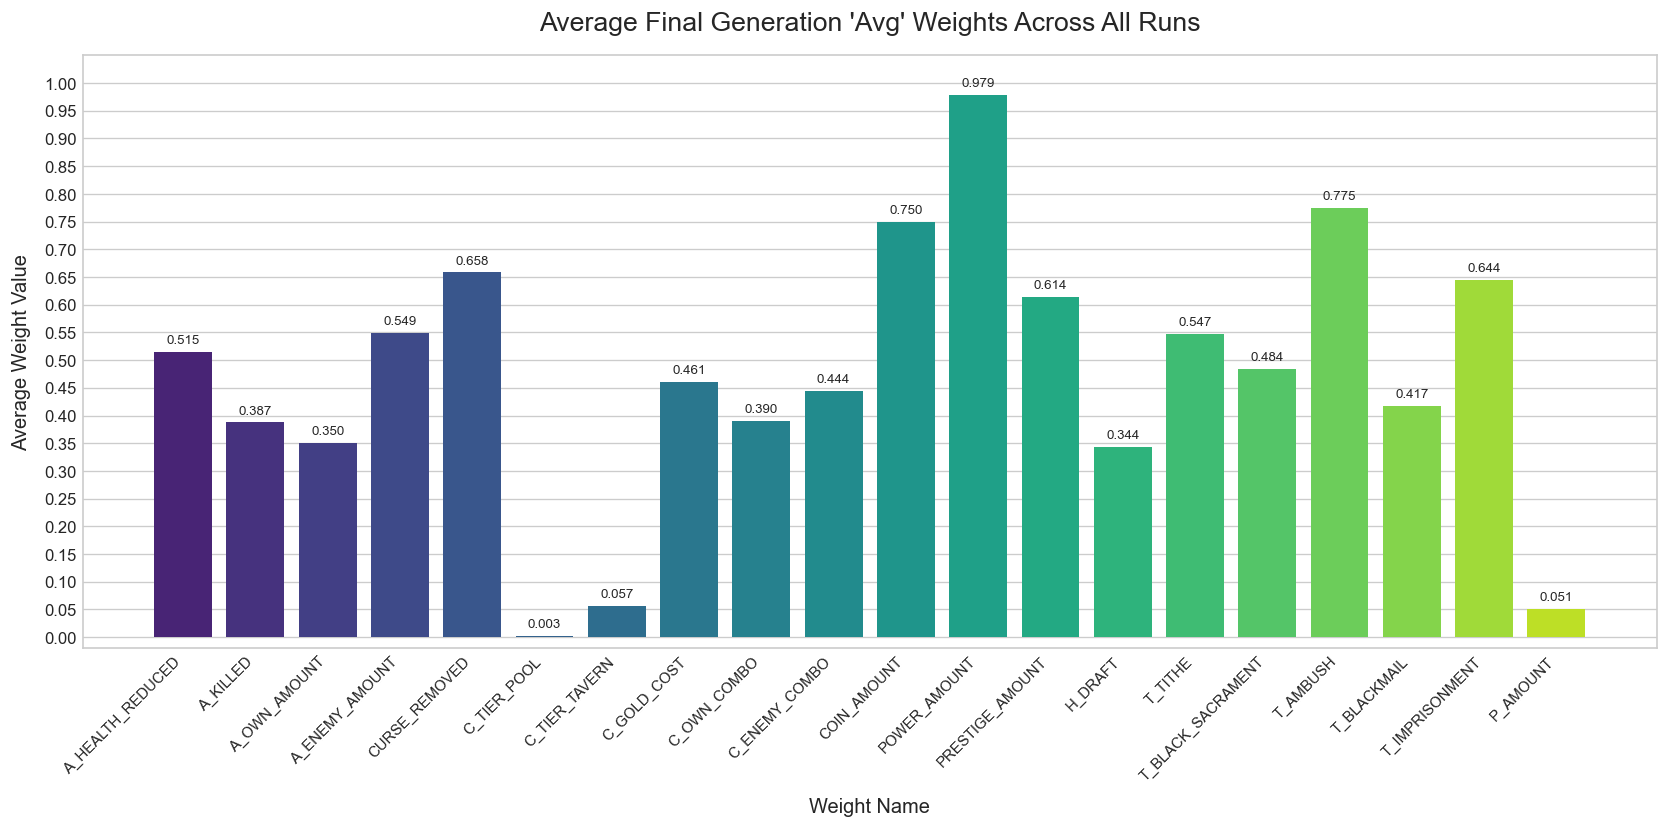 Average Final Generation 'Avg' Weights Across All Runs
Average Weight Value
1.00
0.95
0.90
0.85
0.80
0.75
0.70
0.65
0.60
0.55
0.50
0.45
0.40
0.35
0.30
0.25
0.20
0.15
0.10
0.05
0.00
0.515
0.387
0.350
0.549
0.658
0.003
0.057
0.461
0.390
0.444
0.750
0.979
0.614
0.344
0.547
0.484
0.775
0.417
0.644
0.051
A_HEALTH_REDUCED
A_KILLED
A_OWN_AMOUNT
A_ENEMY_AMOUNT
CURSE_REMOVED
C_TIER_POOL
C_TIER_TAVERN
C_GOLD_COST
C_OWN_COMBO
C_ENEMY_COMBO
COIN_AMOUNT
POWER_AMOUNT
PRESTIGE_AMOUNT
H_DRAFT
T_TITHE
T_BLACK_SACRAMENT
T_AMBUSH
T_BLACKMAIL
T_IMPRISONMENT
P_AMOUNT
Weight Name